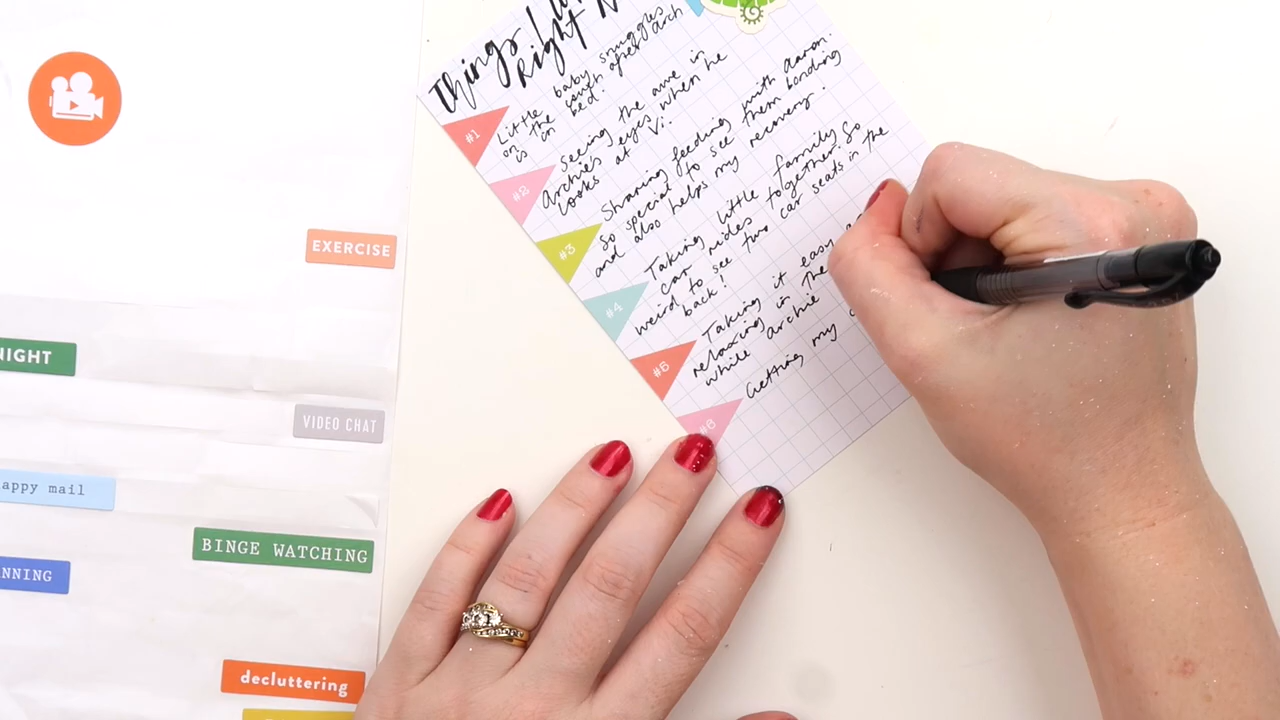 EXERCISE
NIGHT
VIDEO CHAT
appy mail
BINGE WATCHING
NNING
decluttering
Things I
Right N
#1
Little baby snuggles
on the couch after arch
is in bed.
#2
Seeing the awe in
Archie's eyes when he
looks at Vi.
#3
Sharing feeding with daron.
So special to see them bonding
and also helps my recovery.
#4
Taking little family
car rides together. So
weird to see two car seats in the
back!
#5
Taking it easy
relaxing in the
while archie
#6
Getting my